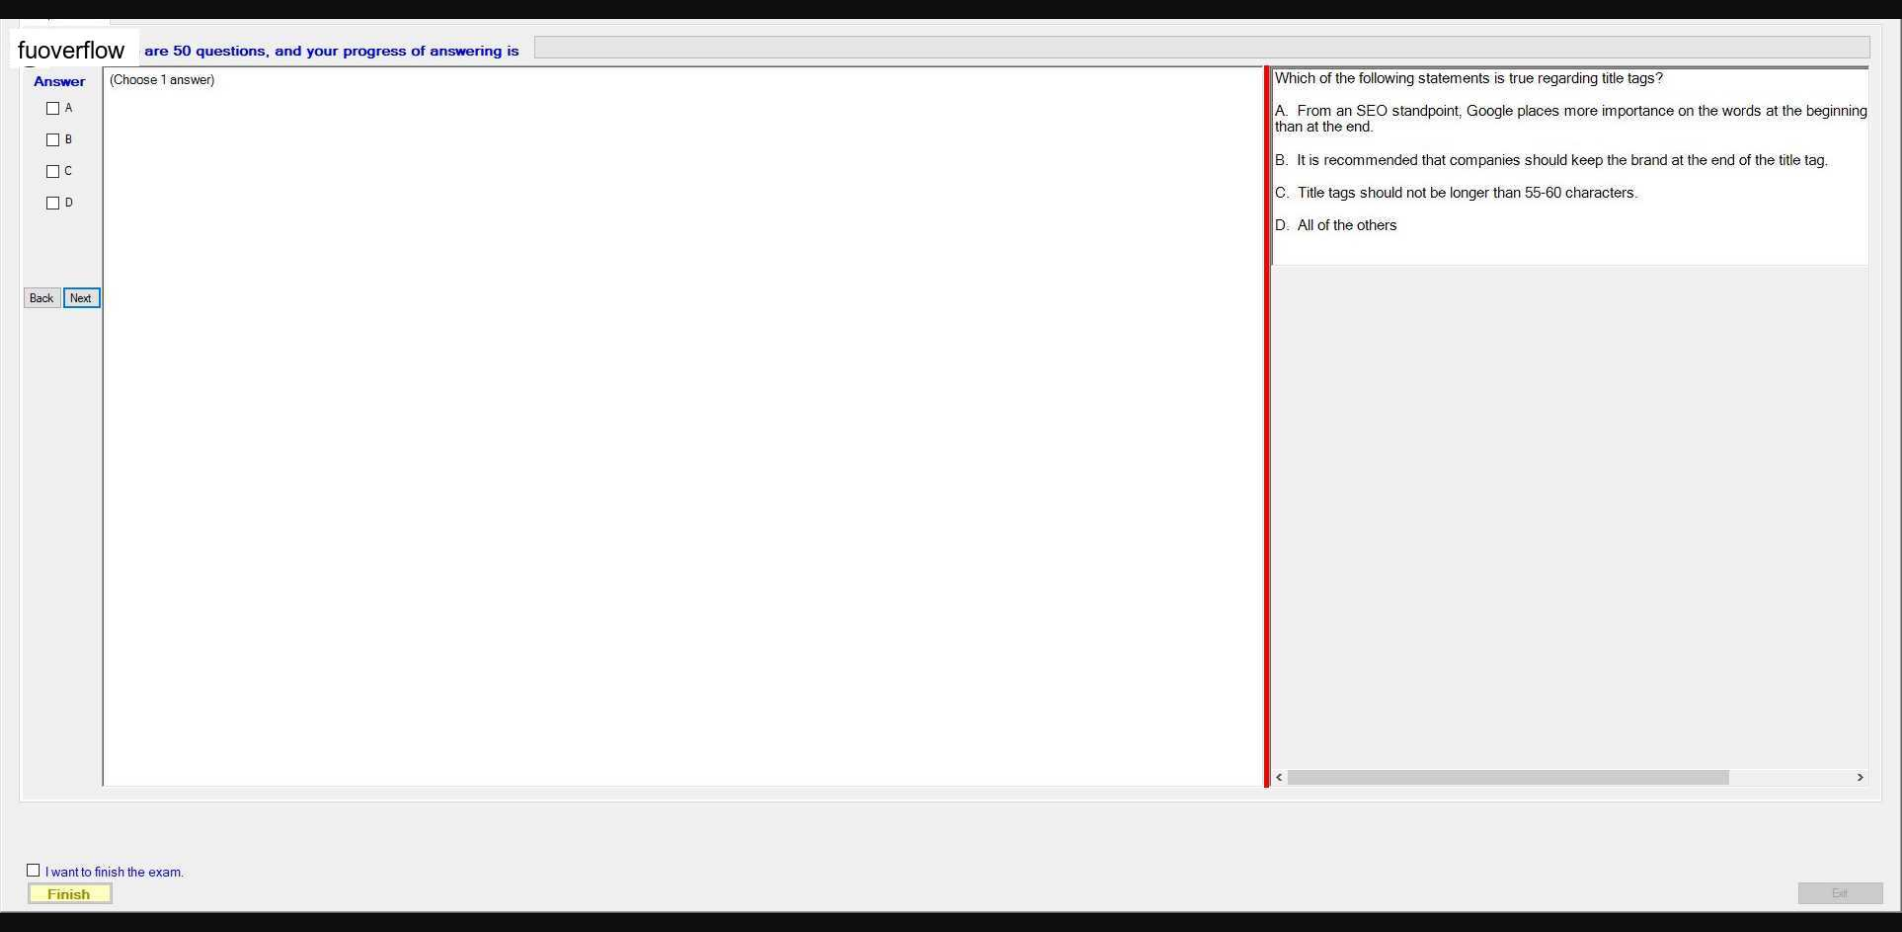 fuoverflow are 50 questions, and your progress of answering is
Answer
(Choose 1 answer)
A
B
C
D
Back Next
Which of the following statements is true regarding title tags?
A. From an SEO standpoint, Google places more importance on the words at the beginning
than at the end.
B. It is recommended that companies should keep the brand at the end of the title tag.
C. Title tags should not be longer than 55-60 characters.
D. All of the others
I want to finish the exam.
Finish
Exit